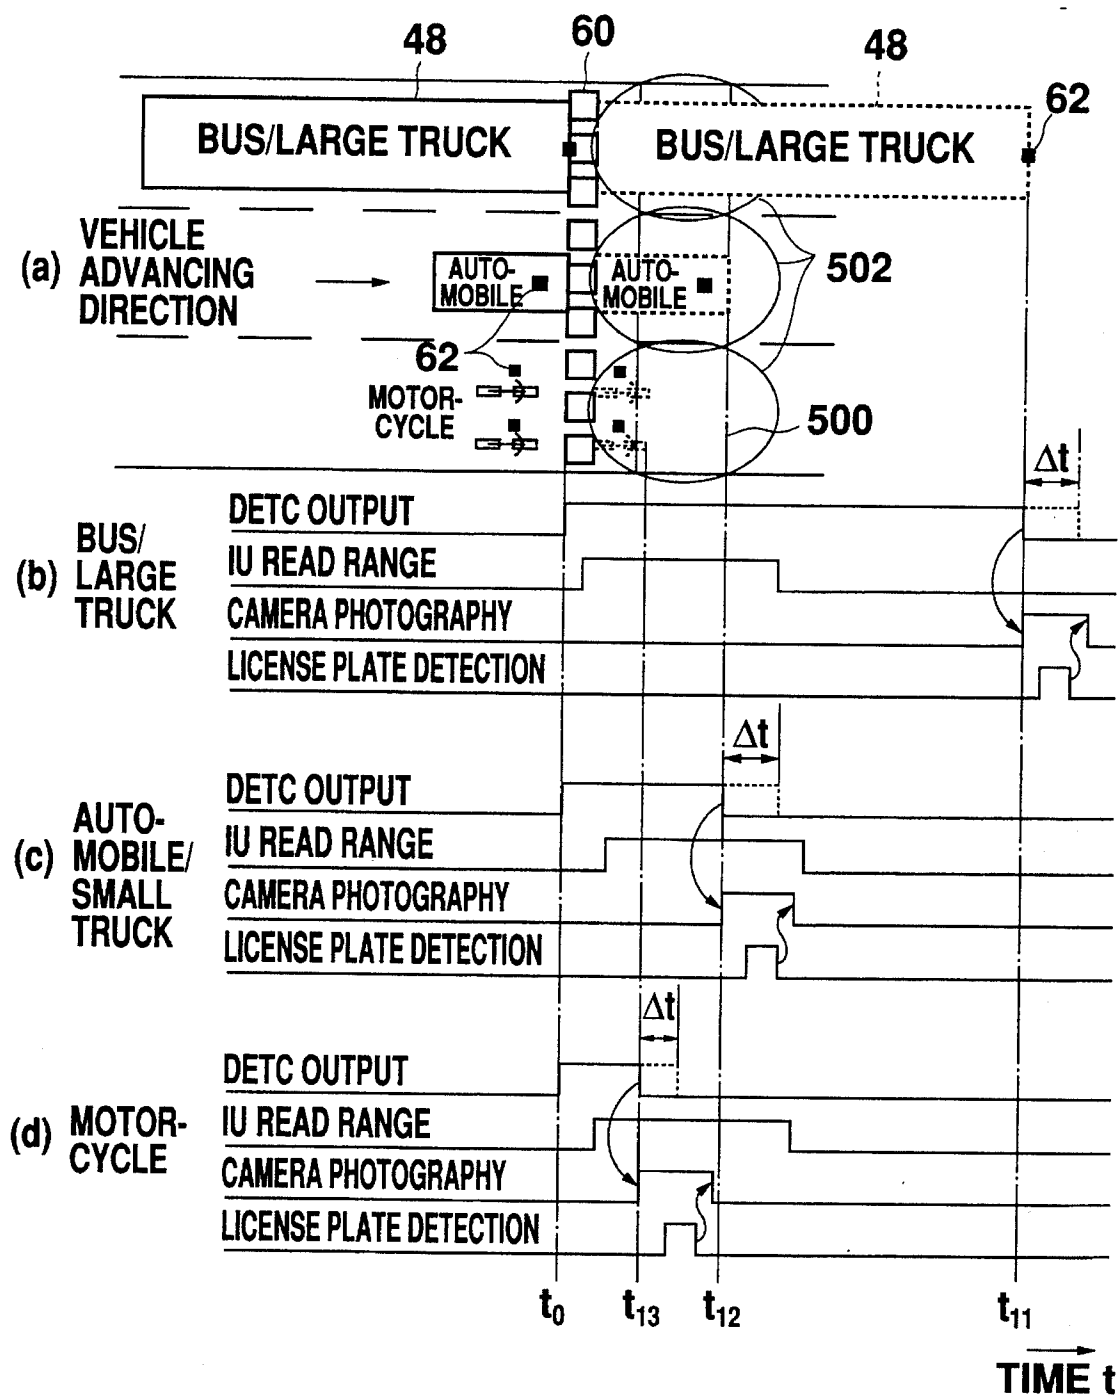 48
60
48
62
BUS/LARGE TRUCK
BUS/LARGE TRUCK
(a)
VEHICLE
ADVANCING
DIRECTION
AUTO-
MOBILE
AUTO-
MOBILE
502
62
MOTOR-
CYCLE
500
Δt
(b)
BUS/
LARGE
TRUCK
DETC OUTPUT
IU READ RANGE
CAMERA PHOTOGRAPHY
LICENSE PLATE DETECTION
Δt
(c)
AUTO-
MOBILE/
SMALL
TRUCK
DETC OUTPUT
IU READ RANGE
CAMERA PHOTOGRAPHY
LICENSE PLATE DETECTION
Δt
(d)
MOTOR-
CYCLE
DETC OUTPUT
IU READ RANGE
CAMERA PHOTOGRAPHY
LICENSE PLATE DETECTION
t0 t13 t12 t11
TIME t